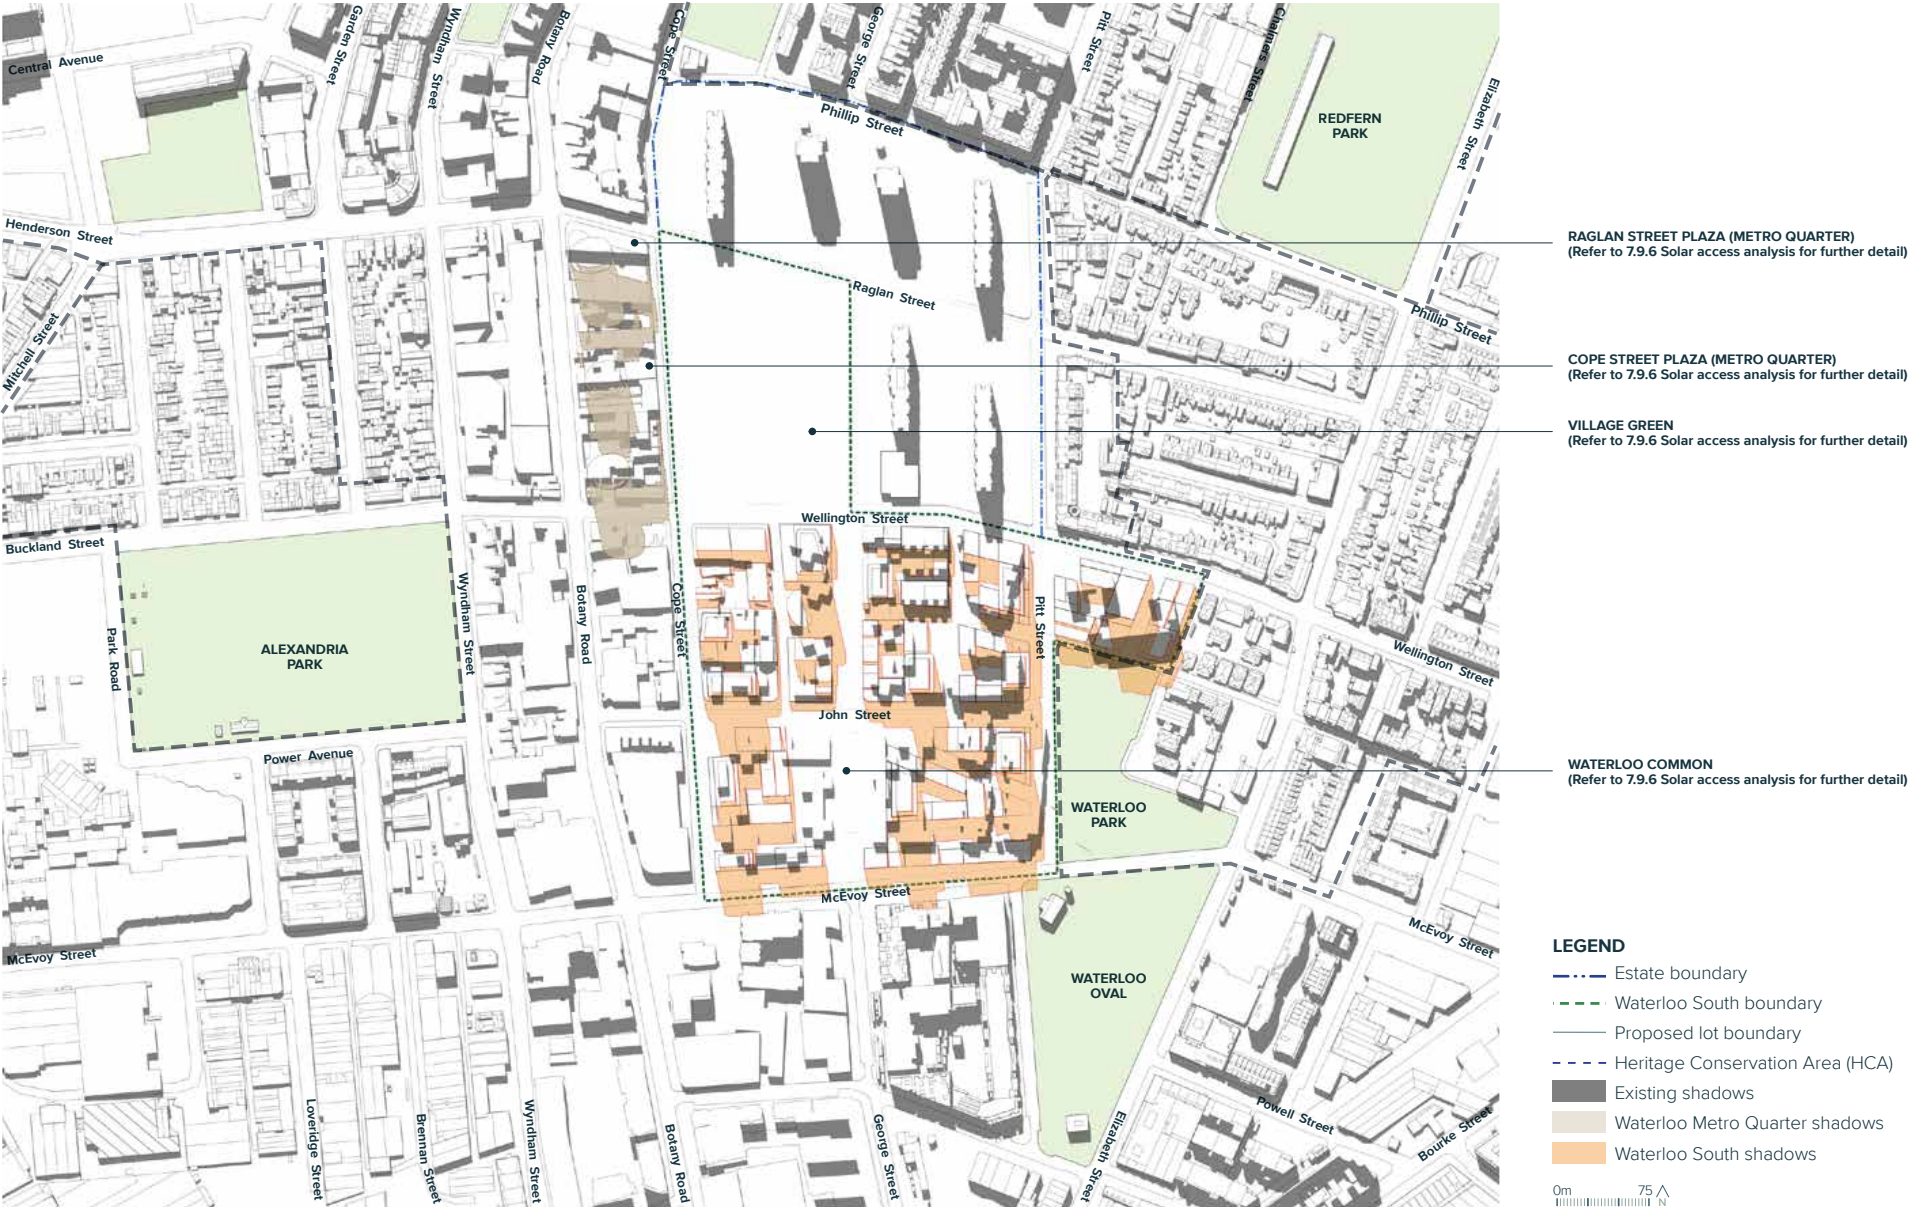 Central Avenue
Garden Street
Wyndham Street
Botany Road
Cope Street
George Street
Pitt Street
Chalmers Street
Elizabeth Street
REDFERN
PARK
Phillip Street
Henderson Street
Mitchell Street
Raglan Street
Phillip Street
RAGLAN STREET PLAZA (METRO QUARTER)
(Refer to 7.9.6 Solar access analysis for further detail)
COPE STREET PLAZA (METRO QUARTER)
(Refer to 7.9.6 Solar access analysis for further detail)
VILLAGE GREEN
(Refer to 7.9.6 Solar access analysis for further detail)
Buckland Street
Wellington Street
Park Road
ALEXANDRIA
PARK
Wyndham Street
Botany Road
Cope Street
Pitt Street
Wellington Street
John Street
Power Avenue
WATERLOO COMMON
(Refer to 7.9.6 Solar access analysis for further detail)
WATERLOO
PARK
McEvoy Street
McEvoy Street
McEvoy Street
WATERLOO
OVAL
Loveridge Street
Brennan Street
Wyndham Street
Botany Road
George Street
Elizabeth Street
Powell Street
Bourke Street
LEGEND
Estate boundary
Waterloo South boundary
Proposed lot boundary
Heritage Conservation Area (HCA)
Existing shadows
Waterloo Metro Quarter shadows
Waterloo South shadows
0m 75
N